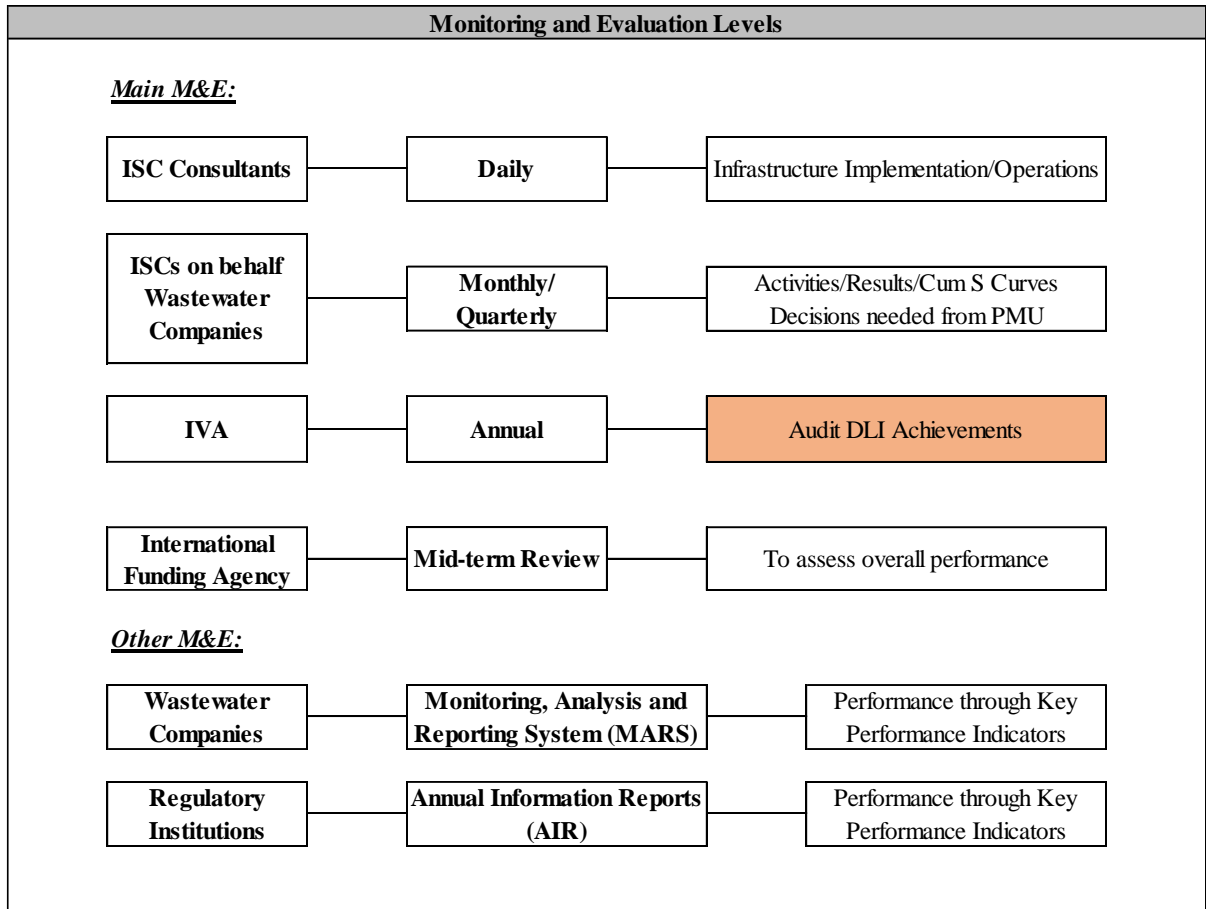 Monitoring and Evaluation Levels
Main M&E:
ISC Consultants
Daily
Infrastructure Implementation/Operations
ISCs on behalf
Wastewater
Companies
Monthly/
Quarterly
Activities/Results/Cum S Curves
Decisions needed from PMU
IVA
Annual
Audit DLI Achievements
International
Funding Agency
Mid-term Review
To assess overall performance
Other M&E:
Wastewater
Companies
Monitoring, Analysis and
Reporting System (MARS)
Performance through Key
Performance Indicators
Regulatory
Institutions
Annual Information Reports
(AIR)
Performance through Key
Performance Indicators